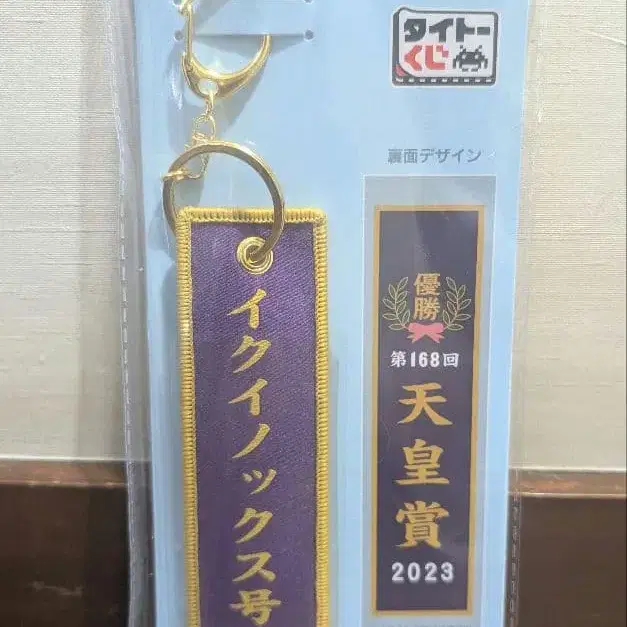 タイトー
くじ
裏面デザイン
イクイノックス号
優勝
第168回
天皇賞
2023